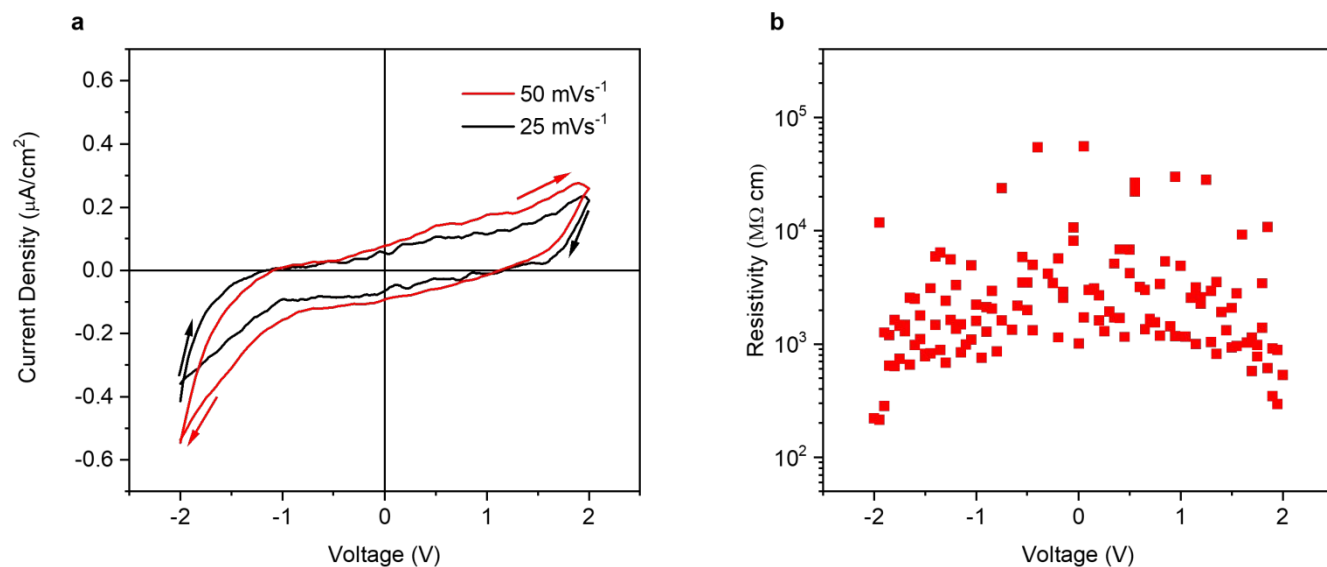 a
Current Density (μA/cm²)
0.6
0.4
0.2
0.0
-0.2
-0.4
-0.6
50 mVs⁻¹
25 mVs⁻¹
-2
-1
0
1
2
Voltage (V)
b
Resistivity (MΩ cm)
10⁵
10⁴
10³
10²
-2
-1
0
1
2
Voltage (V)